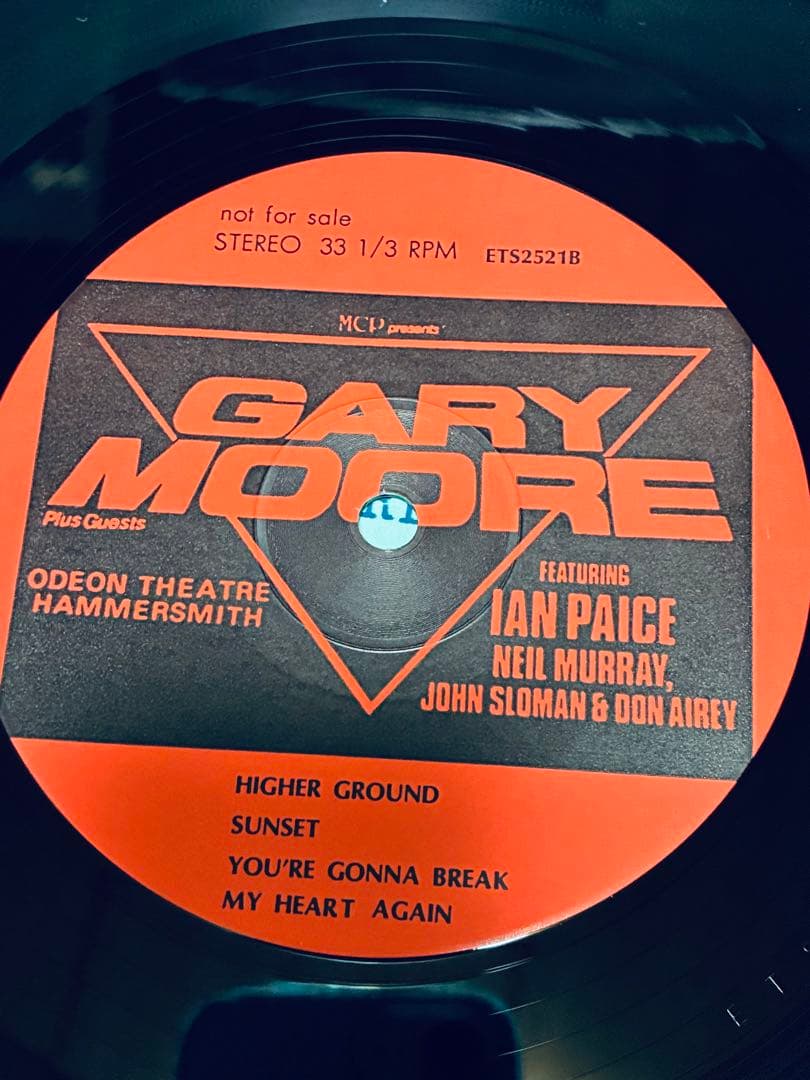 not for sale
STEREO 33 1/3 RPM ETS2521B
MCP presents
GARY
MOORE
Plus Guests
ODEON THEATRE
HAMMERSMITH
FEATURING
IAN PAICE
NEIL MURRAY,
JOHN SLOMAN & DON AIREY
HIGHER GROUND
SUNSET
YOU'RE GONNA BREAK
MY HEART AGAIN